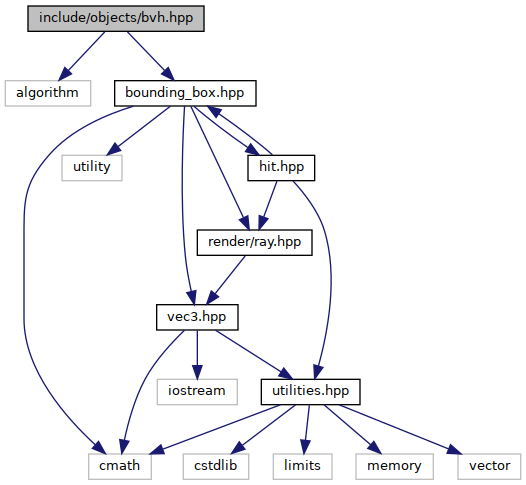 include/objects/bvh.hpp
algorithm
bounding_box.hpp
utility
hit.hpp
render/ray.hpp
vec3.hpp
iostream
utilities.hpp
cmath
cstdlib
limits
memory
vector